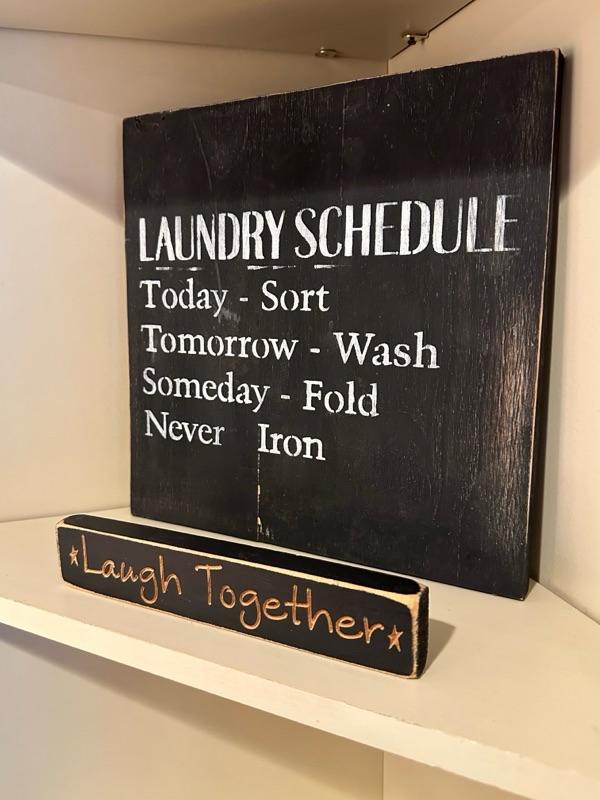 LAUNDRY SCHEDULE
Today - Sort
Tomorrow - Wash
Someday - Fold
Never Iron
★Laugh Together★